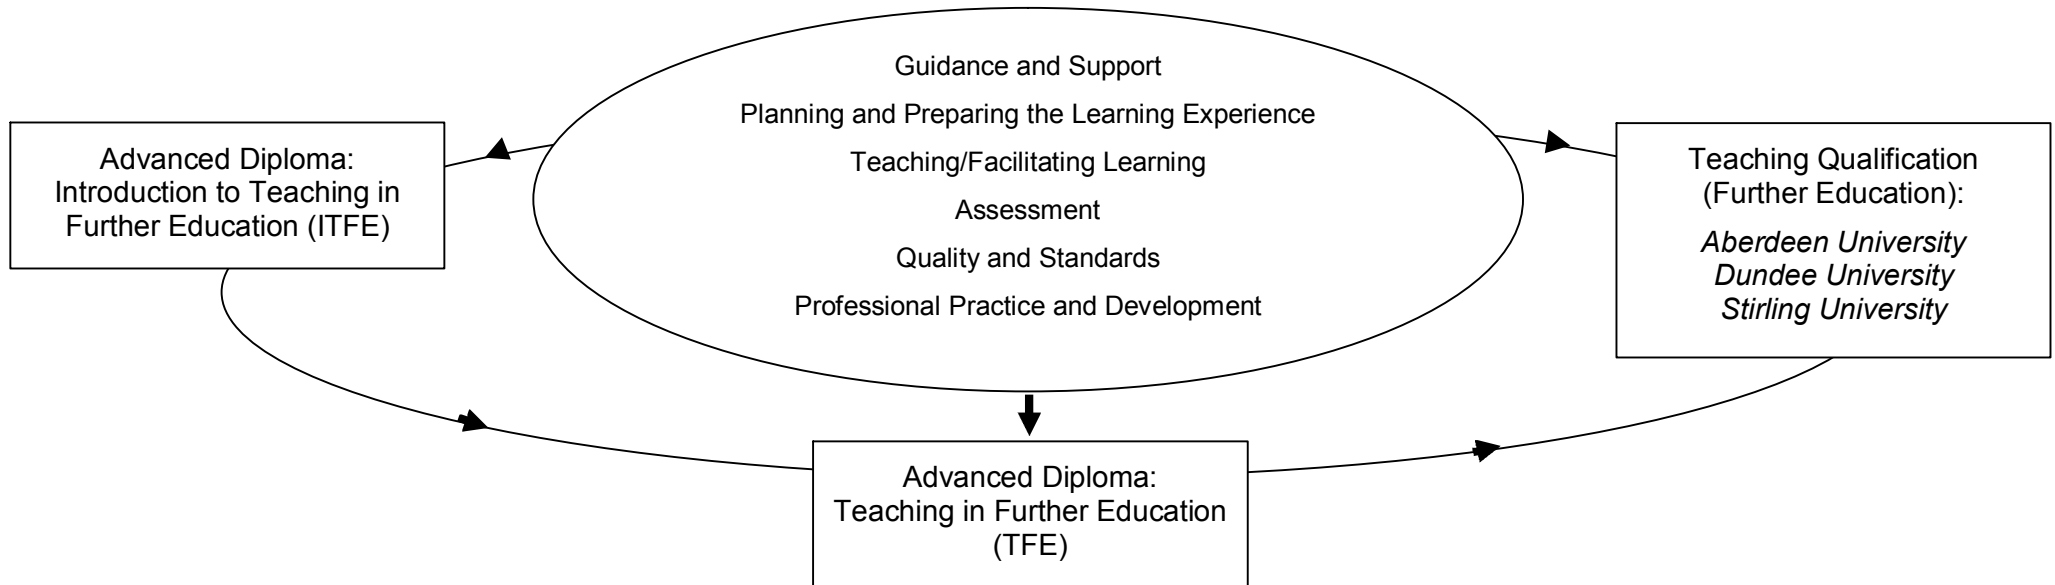 Guidance and Support
Planning and Preparing the Learning Experience
Teaching/Facilitating Learning
Assessment
Quality and Standards
Professional Practice and Development
Advanced Diploma:
Introduction to Teaching in
Further Education (ITFE)
Teaching Qualification
(Further Education):
Aberdeen University
Dundee University
Stirling University
Advanced Diploma:
Teaching in Further Education
(TFE)